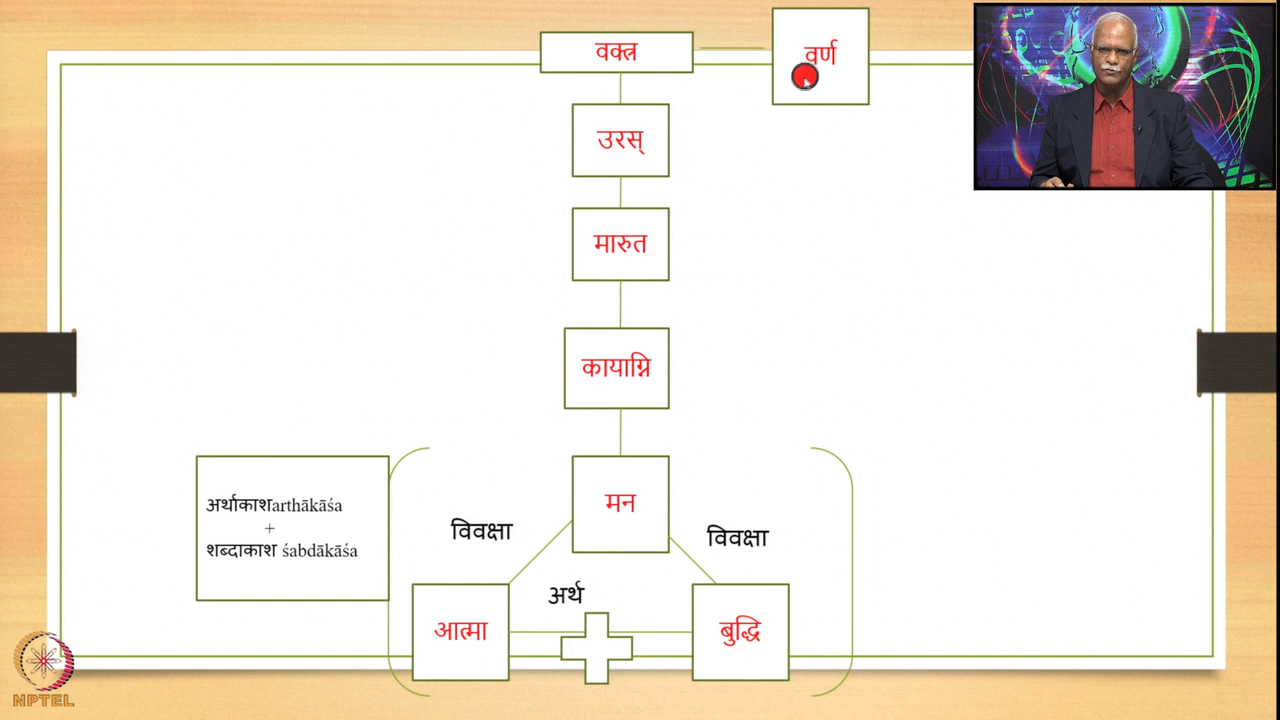 वक्त्र
वर्ण
उरस्
मारुत
कायाग्नि
मन
अर्थाकाशarthākāśa
+
शब्दाकाश śabdākāśa
विवक्षा
विवक्षा
अर्थ
आत्मा
बुद्धि
NPTEL